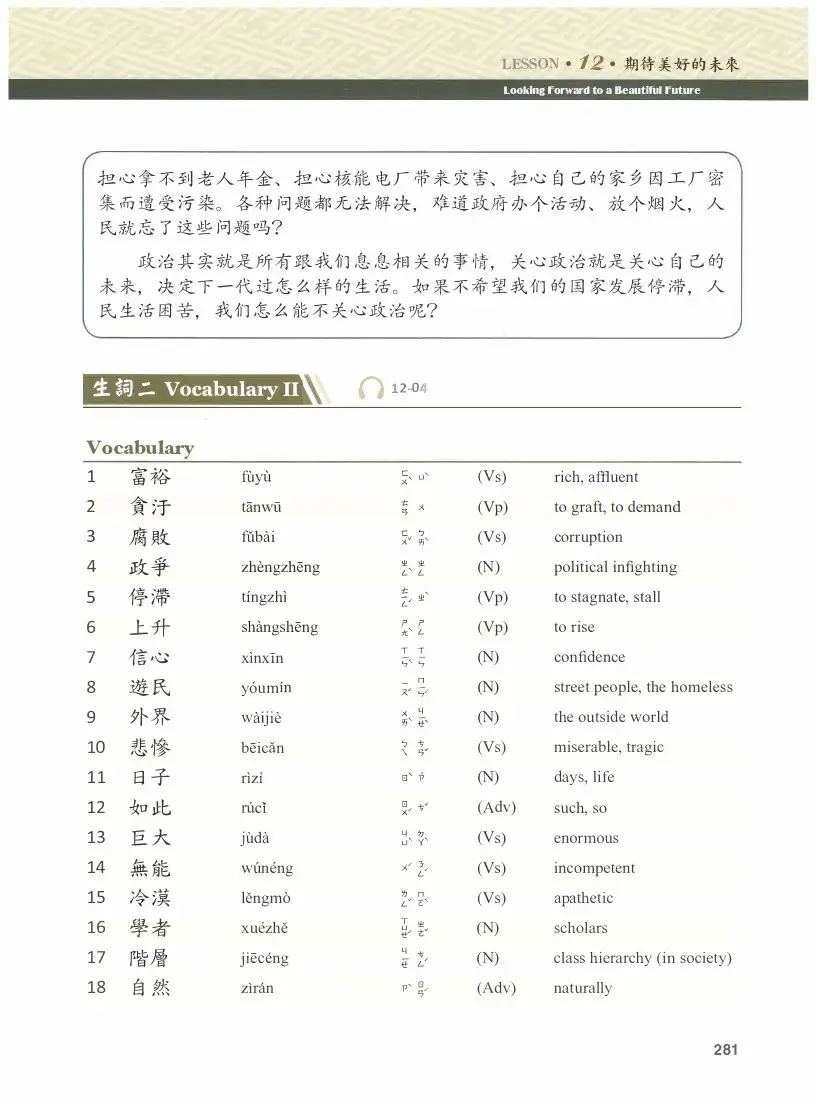 LESSON • 12 • 期待美好的未來
Looking Forward to a Beautiful Future
担心拿不到老人年金、担心核能电厂带来灾害、担心自己的家乡因工厂密
集而遭受污染。各种问题都无法解决，难道政府办个活动、放个烟火，人
民就忘了这些问题吗？
政治其实就是所有跟我们息息相关的事情，关心政治就是关心自己的
未来，决定下一代过怎么样的生活。如果不希望我们的国家发展停滞，人
民生活困苦，我们怎么能不关心政治呢？
生詞二 Vocabulary II 12-04
Vocabulary
1 富裕 fùyù ㄈㄨˋ ㄩˋ (Vs) rich, affluent
2 貪汙 tānwū ㄊㄢ ㄨ (Vp) to graft, to demand
3 腐敗 fǔbài ㄈㄨˇ ㄅㄞˋ (Vs) corruption
4 政爭 zhèngzhēng ㄓㄥˋ ㄓㄥ (N) political infighting
5 停滯 tíngzhì ㄊㄧㄥˊ ㄓˋ (Vp) to stagnate, stall
6 上升 shàngshēng ㄕㄤˋ ㄕㄥ (Vp) to rise
7 信心 xìnxīn ㄒㄧㄣˋ ㄒㄧㄣ (N) confidence
8 遊民 yóumín ㄧㄡˊ ㄇㄧㄣˊ (N) street people, the homeless
9 外界 wàijiè ㄨㄞˋ ㄐㄧㄝˋ (N) the outside world
10 悲慘 bēicǎn ㄅㄟ ㄘㄢˇ (Vs) miserable, tragic
11 日子 rìzi ㄖˋ ㄗ˙ (N) days, life
12 如此 rúcǐ ㄖㄨˊ ㄘˇ (Adv) such, so
13 巨大 jùdà ㄐㄩˋ ㄉㄚˋ (Vs) enormous
14 無能 wúnéng ㄨˊ ㄋㄥˊ (Vs) incompetent
15 冷漠 lěngmò ㄌㄥˇ ㄇㄛˋ (Vs) apathetic
16 學者 xuézhě ㄒㄩㄝˊ ㄓㄜˇ (N) scholars
17 階層 jiēcéng ㄐㄧㄝ ㄘㄥˊ (N) class hierarchy (in society)
18 自然 zìrán ㄗˋ ㄖㄢˊ (Adv) naturally
281